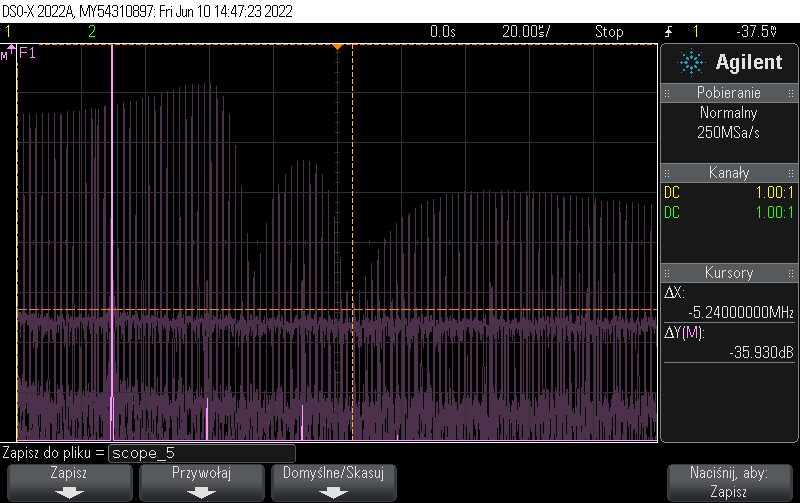 DSO-X 2022A, MY54310897: Fri Jun 10 14:47:23 2022
1 2 0.0s 20.00s/ Stop 1 -37.5V
M F1
Agilent
Pobieranie
Normalny
250MSa/s
Kanały
DC 1.00:1
DC 1.00:1
Kursory
ΔX:
-5.24000000MHz
ΔY(M):
-35.930dB
Zapisz do pliku = scope_5
Zapisz
Przywołaj
Domyślne/Skasuj
Naciśnij, aby:
Zapisz